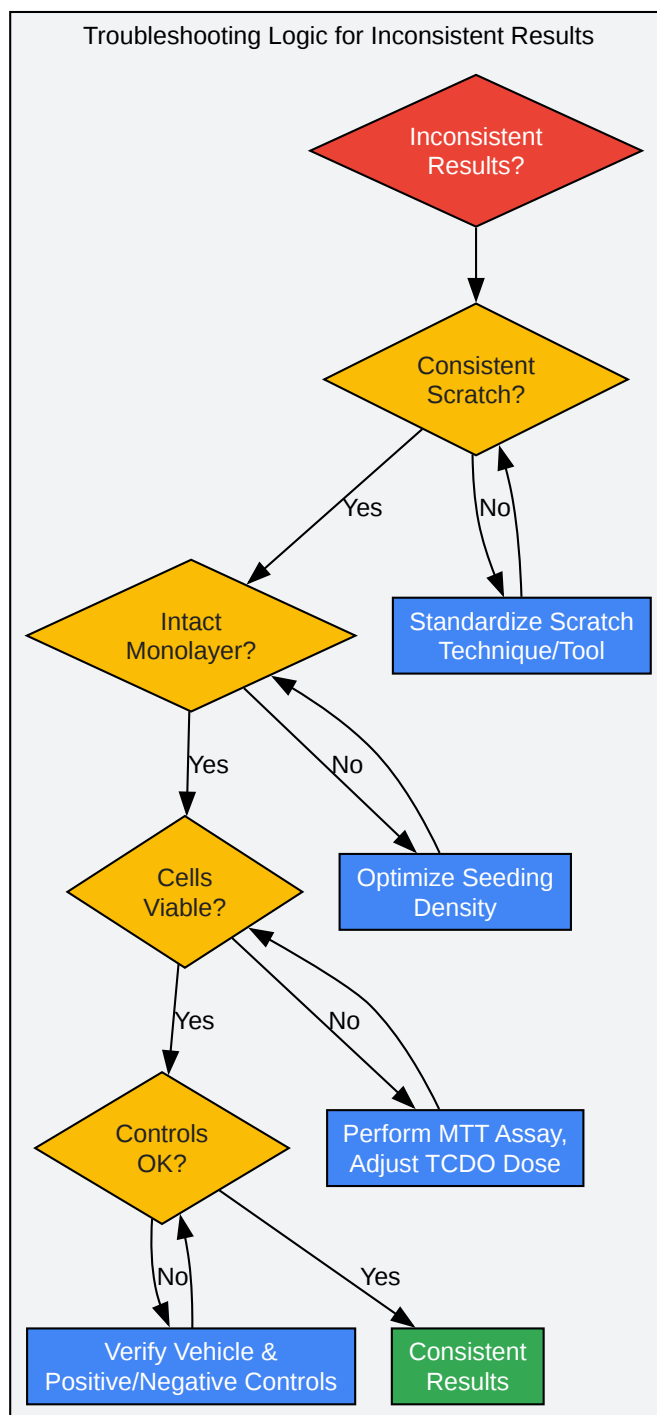 Troubleshooting Logic for Inconsistent Results
Inconsistent
Results?
Consistent
Scratch?
Yes
No
Intact
Monolayer?
Standardize Scratch
Technique/Tool
Yes
No
Cells
Viable?
Optimize Seeding
Density
Yes
No
Controls
OK?
Perform MTT Assay,
Adjust TCDO Dose
No
Yes
Verify Vehicle &
Positive/Negative Controls
Consistent
Results